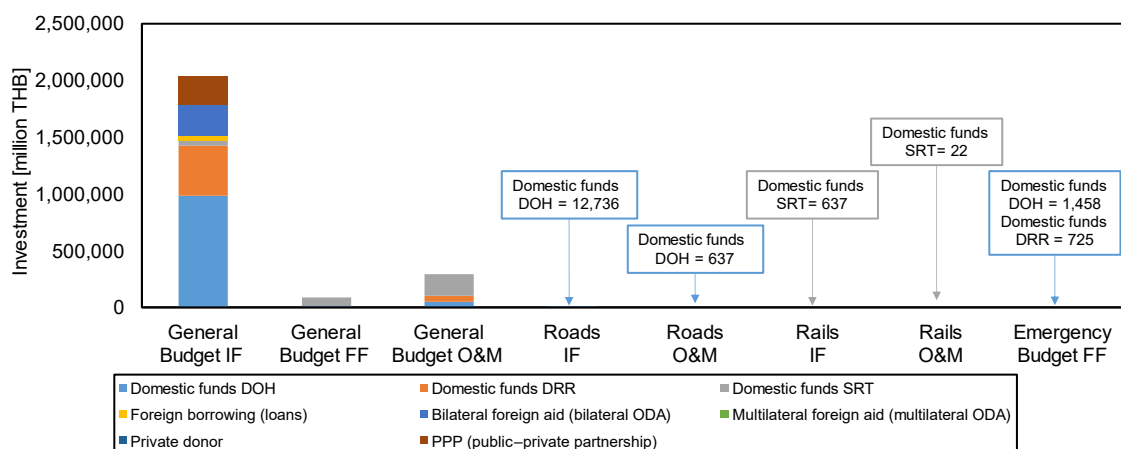 Investment [million THB]
2,500,000
2,000,000
1,500,000
1,000,000
500,000
0
Domestic funds
DOH = 12,736
Domestic funds
DOH = 637
Domestic funds
SRT= 637
Domestic funds
SRT= 22
Domestic funds
DOH = 1,458
Domestic funds
DRR = 725
General
Budget IF
General
Budget FF
General
Budget O&M
Roads
IF
Roads
O&M
Rails
IF
Rails
O&M
Emergency
Budget FF
Domestic funds DOH
Domestic funds DRR
Domestic funds SRT
Foreign borrowing (loans)
Bilateral foreign aid (bilateral ODA)
Multilateral foreign aid (multilateral ODA)
Private donor
PPP (public–private partnership)